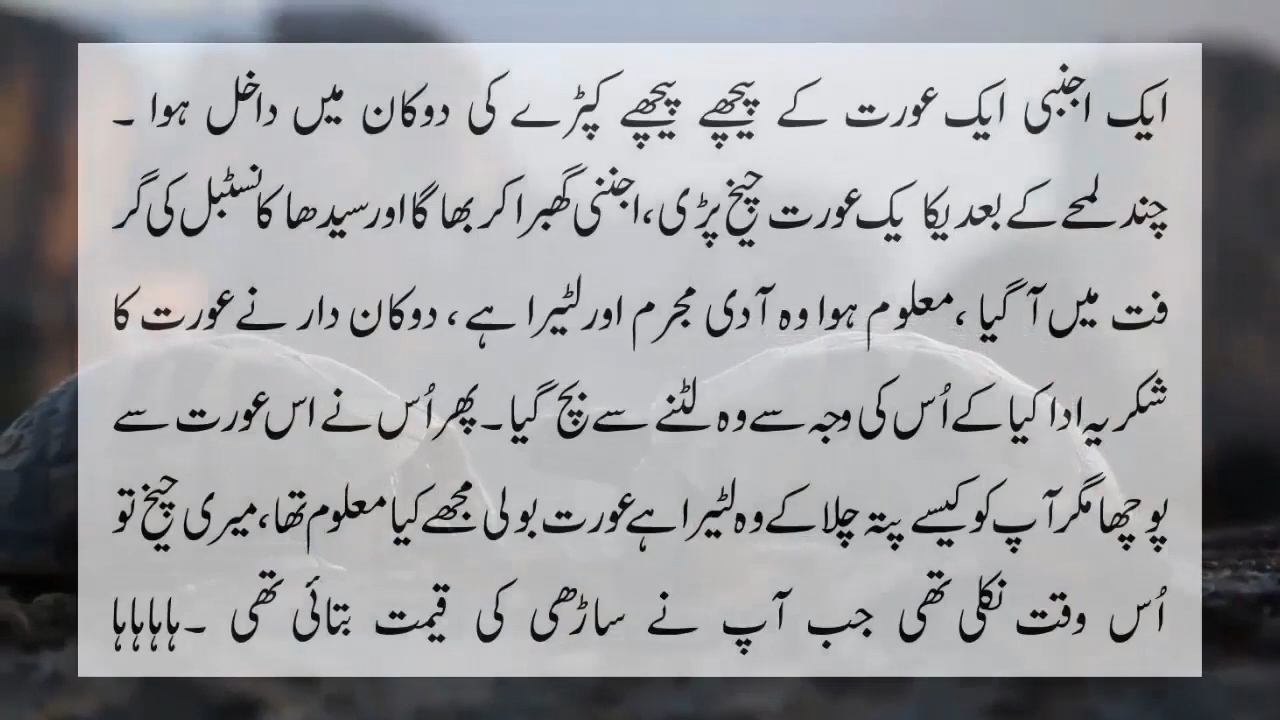 ایک اجنبی ایک عورت کے پیچھے پیچھے کپڑے کی دوکان میں داخل ہوا ۔
چند لمحے کے بعد یکا یک عورت چیخ پڑی، اجنبی گھبرا کر بھاگا اور سیدھا کانسٹبل کی گر
فت میں آ گیا ، معلوم ہوا وہ آدی مجرم اور لٹیرا ہے، دوکان دار نے عورت کا
شکریہ ادا کیا کے اُس کی وجہ سے وہ لٹنے سے بچ گیا۔ پھر اُس نے اس عورت سے
پوچھا مگر آپ کو کیسے پتہ چلا کے وہ لٹیرا ہے عورت بولی مجھے کیا معلوم تھا، میری چیخ تو
اُس وقت نکلی تھی جب آپ نے ساڑھی کی قیمت بتائی تھی ۔ہاہاہاہا